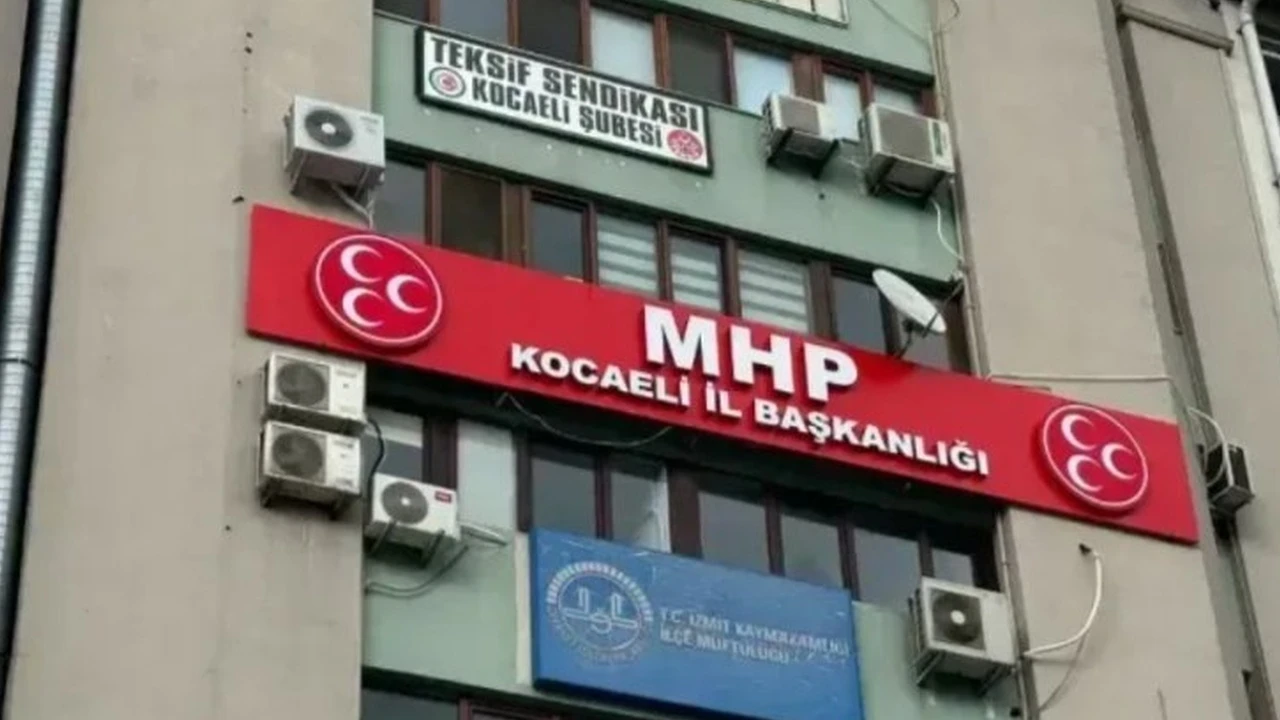 TEKSİF SENDİKASI
KOCAELİ ŞUBESİ
MHP
KOCAELİ İL BAŞKANLIĞI
T.C. İZMİT KAYMAKAMLIĞI
İLÇE MÜFTÜLÜĞÜ